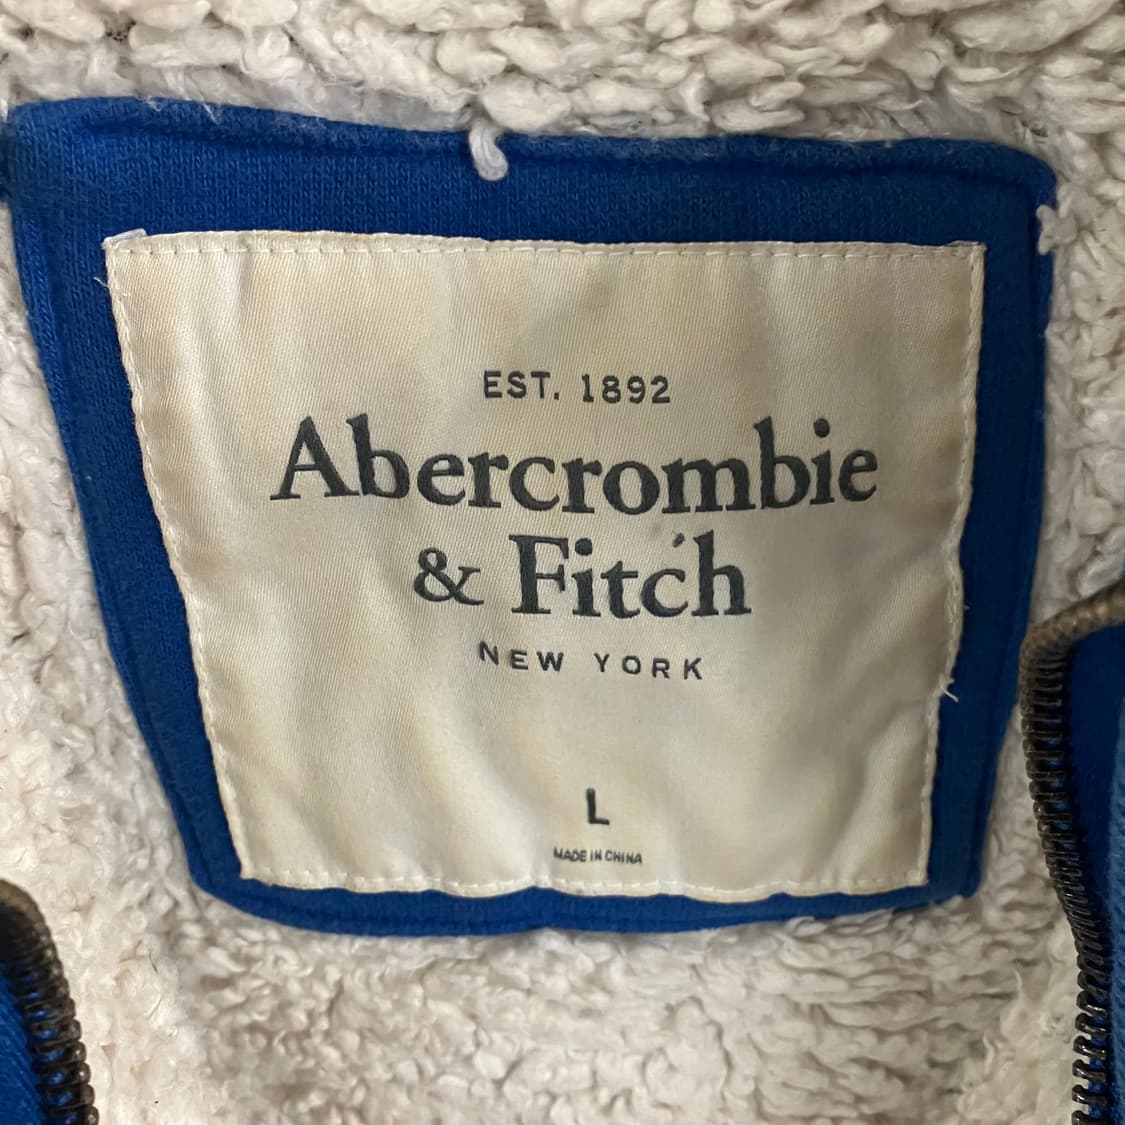 EST. 1892
Abercrombie
& Fitch
NEW YORK
L
MADE IN CHINA